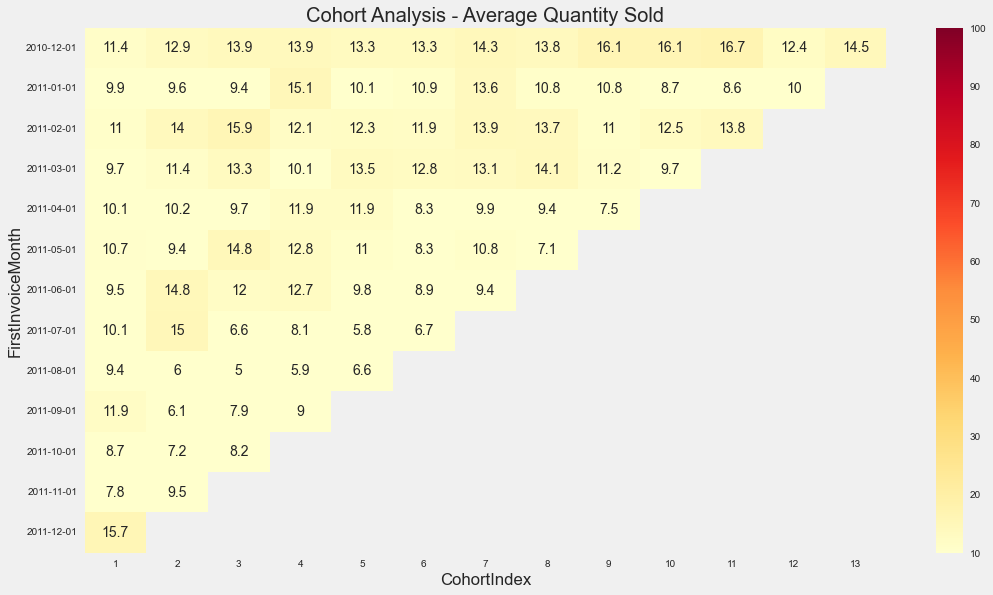 Cohort Analysis - Average Quantity Sold
2010-12-01 11.4 12.9 13.9 13.9 13.3 13.3 14.3 13.8 16.1 16.1 16.7 12.4 14.5
2011-01-01 9.9 9.6 9.4 15.1 10.1 10.9 13.6 10.8 10.8 8.7 8.6 10
2011-02-01 11 14 15.9 12.1 12.3 11.9 13.9 13.7 11 12.5 13.8
2011-03-01 9.7 11.4 13.3 10.1 13.5 12.8 13.1 14.1 11.2 9.7
2011-04-01 10.1 10.2 9.7 11.9 11.9 8.3 9.9 9.4 7.5
2011-05-01 10.7 9.4 14.8 12.8 11 8.3 10.8 7.1
2011-06-01 9.5 14.8 12 12.7 9.8 8.9 9.4
2011-07-01 10.1 15 6.6 8.1 5.8 6.7
2011-08-01 9.4 6 5 5.9 6.6
2011-09-01 11.9 6.1 7.9 9
2011-10-01 8.7 7.2 8.2
2011-11-01 7.8 9.5
2011-12-01 15.7
FirstInvoiceMonth
1 2 3 4 5 6 7 8 9 10 11 12 13
CohortIndex
100
90
80
70
60
50
40
30
20
10